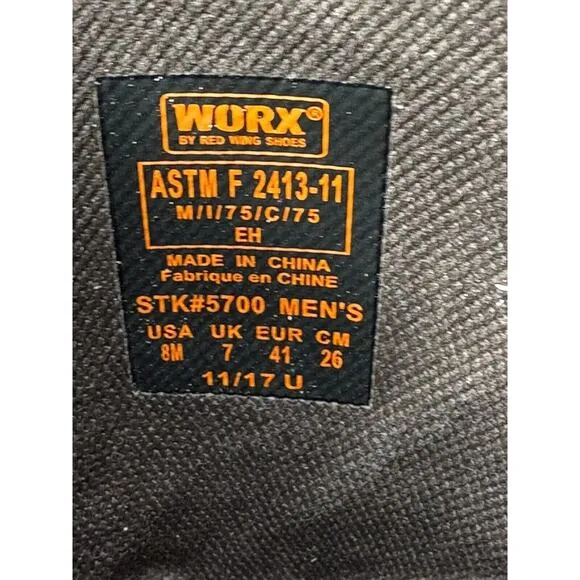 WORX®
BY RED WING SHOES
ASTM F 2413-11
M/I/75/C/75
EH
MADE IN CHINA
Fabrique en CHINE
STK#5700 MEN'S
USA UK EUR CM
8M 7 41 26
11/17 U